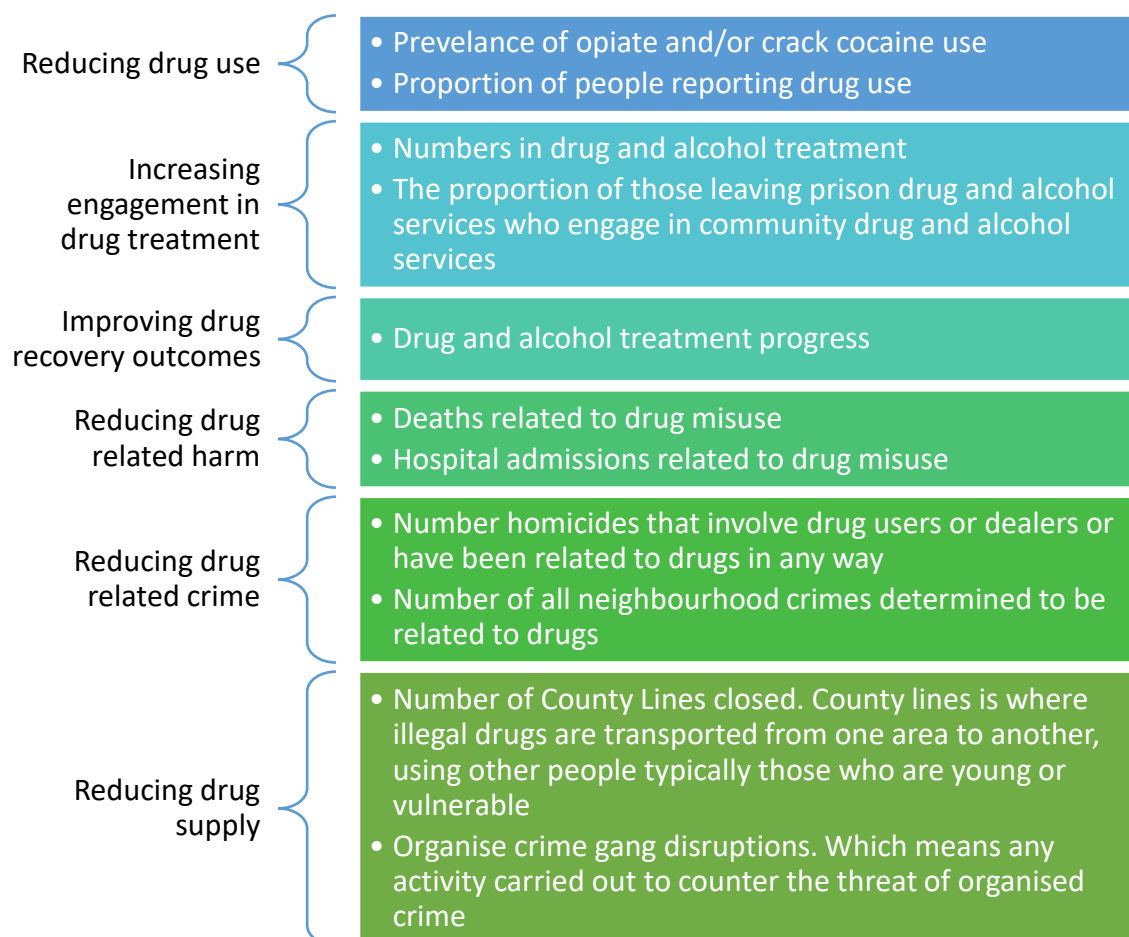 Reducing drug use
• Prevelance of opiate and/or crack cocaine use
• Proportion of people reporting drug use
Increasing
engagement in
drug treatment
• Numbers in drug and alcohol treatment
• The proportion of those leaving prison drug and alcohol
services who engage in community drug and alcohol
services
Improving drug
recovery outcomes
• Drug and alcohol treatment progress
Reducing drug
related harm
• Deaths related to drug misuse
• Hospital admissions related to drug misuse
Reducing drug
related crime
• Number homicides that involve drug users or dealers or
have been related to drugs in any way
• Number of all neighbourhood crimes determined to be
related to drugs
Reducing drug
supply
• Number of County Lines closed. County lines is where
illegal drugs are transported from one area to another,
using other people typically those who are young or
vulnerable
• Organise crime gang disruptions. Which means any
activity carried out to counter the threat of organised
crime